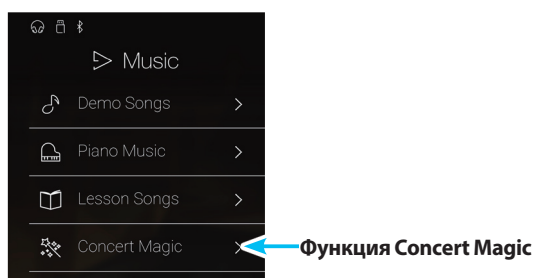 Music
Demo Songs
Piano Music
Lesson Songs
Concert Magic
Функция Concert Magic